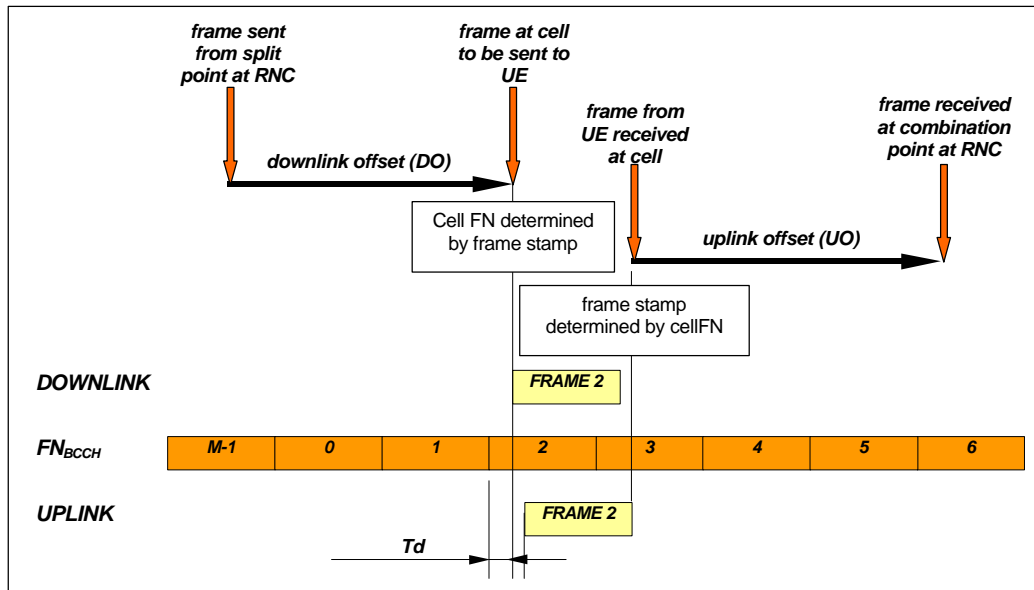 frame sent
from split
point at RNC
frame at cell
to be sent to
UE
frame from
UE received
at cell
frame received
at combination
point at RNC
downlink offset (DO)
Cell FN determined
by frame stamp
uplink offset (UO)
frame stamp
determined by cellFN
DOWNLINK
FRAME 2
FN BCCH
M-1 0 1 2 3 4 5 6
UPLINK
FRAME 2
Td